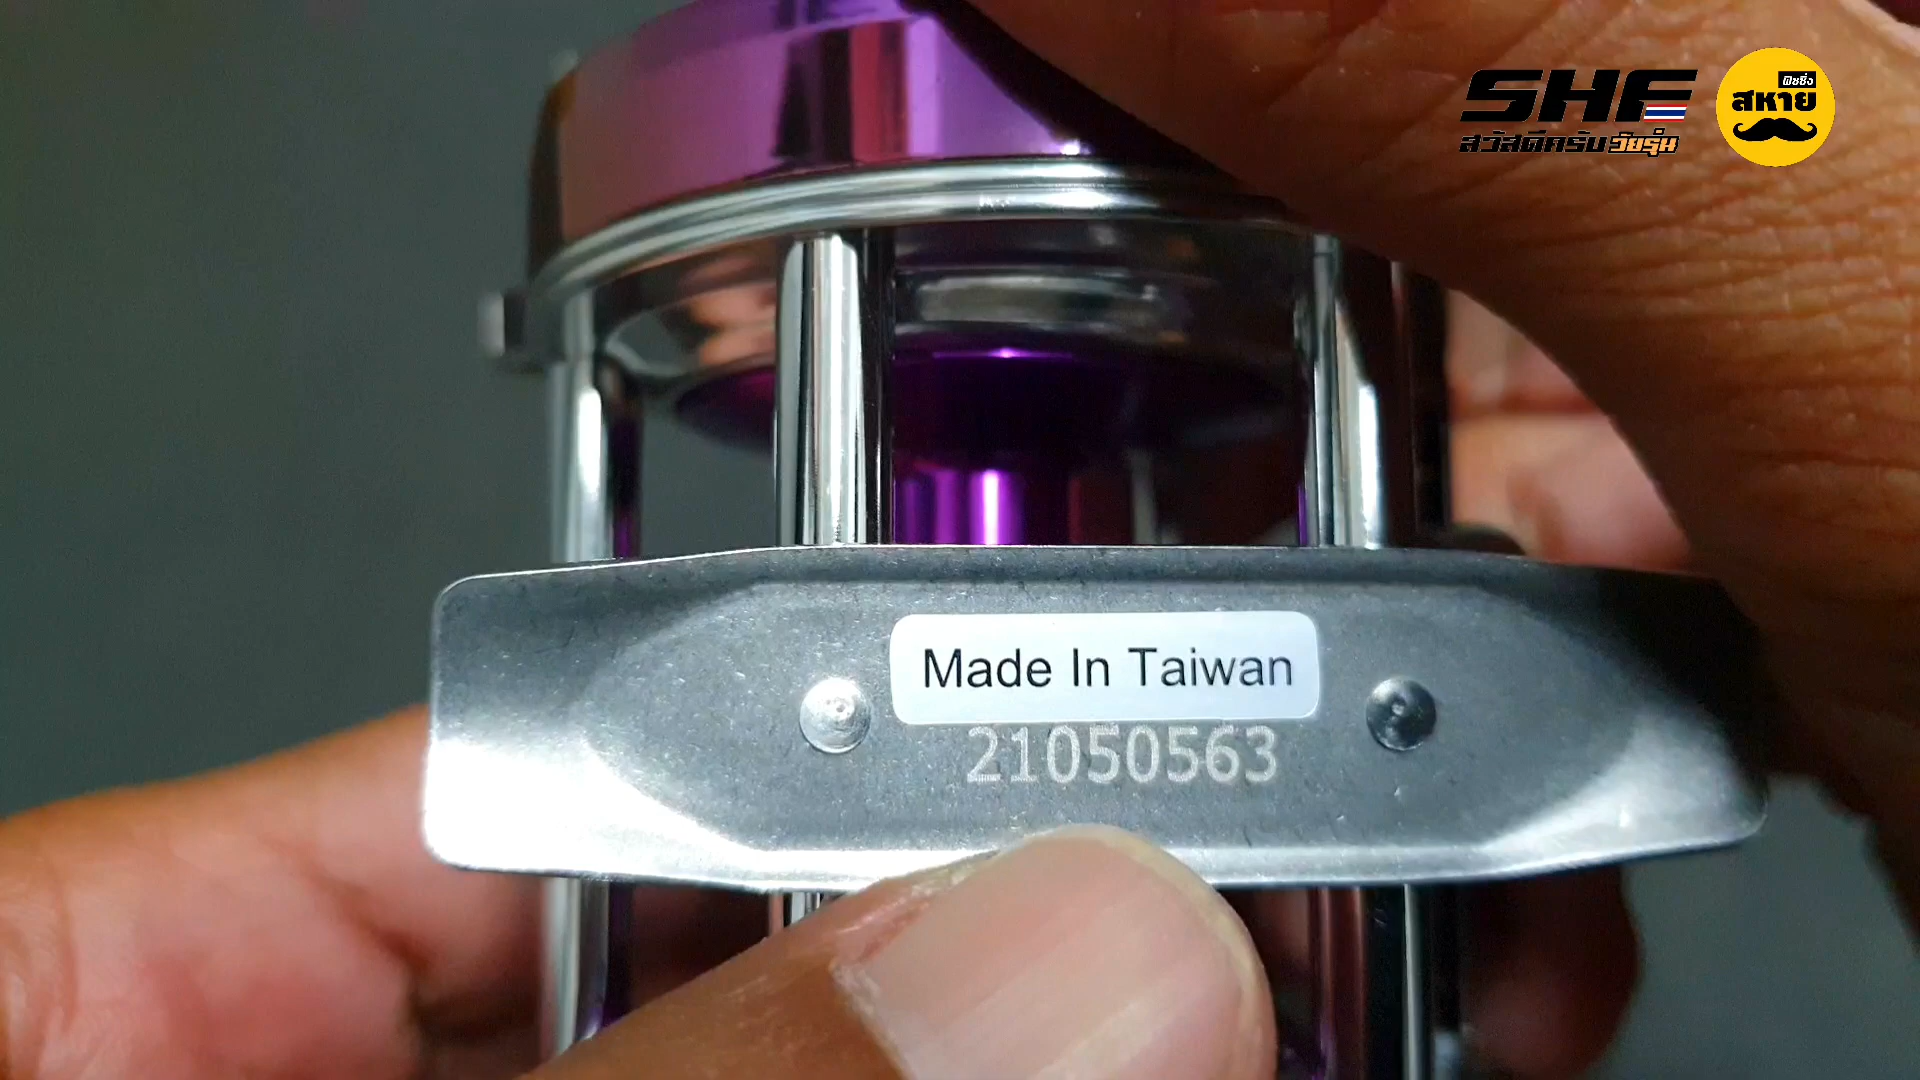 SHF
สวัสดีครับวัยรุ่น
ฟิชชิ่ง
สหาย
Made In Taiwan
21050563